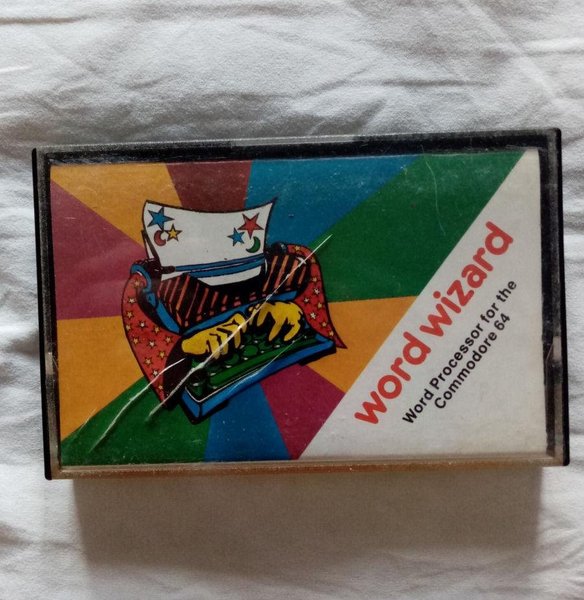 word wizard
Word Processor for the
Commodore 64